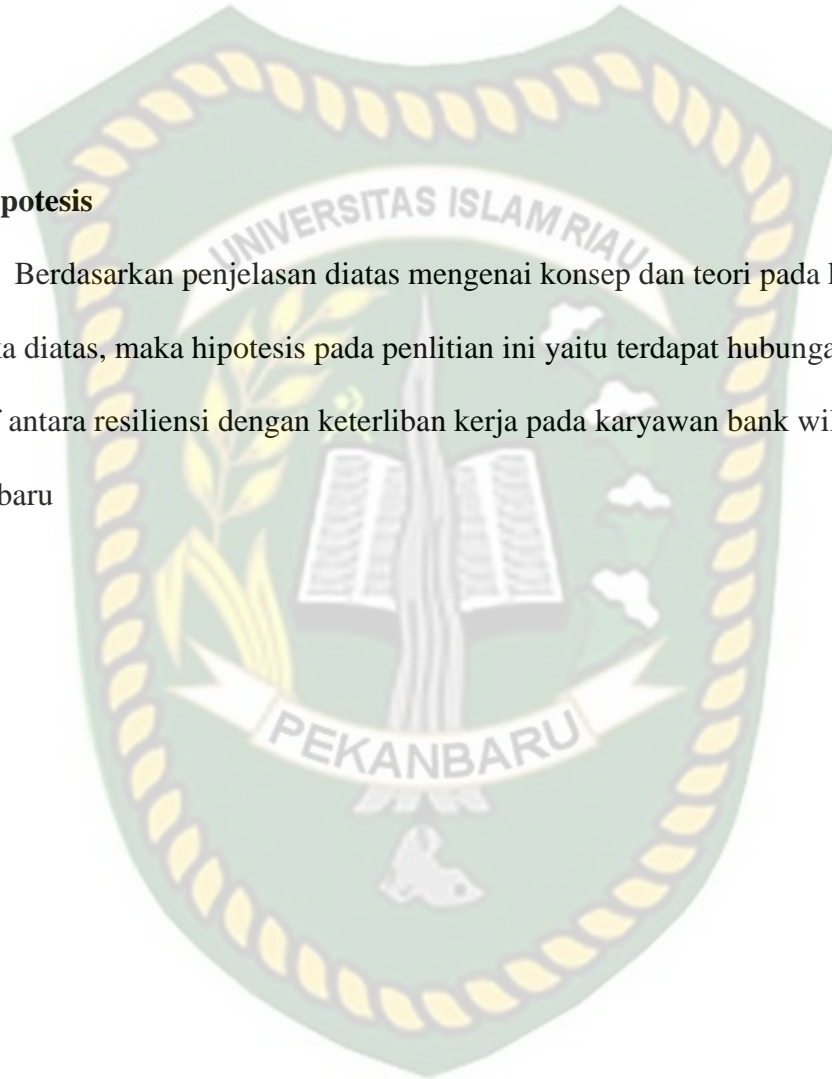 potesis
UNIVERSITAS ISLAM RIAU
Berdasarkan penjelasan diatas mengenai konsep dan teori pada
a diatas, maka hipotesis pada penlitian ini yaitu terdapat hubunga
antara resiliensi dengan keterliban kerja pada karyawan bank wil
baru
PEKANBARU